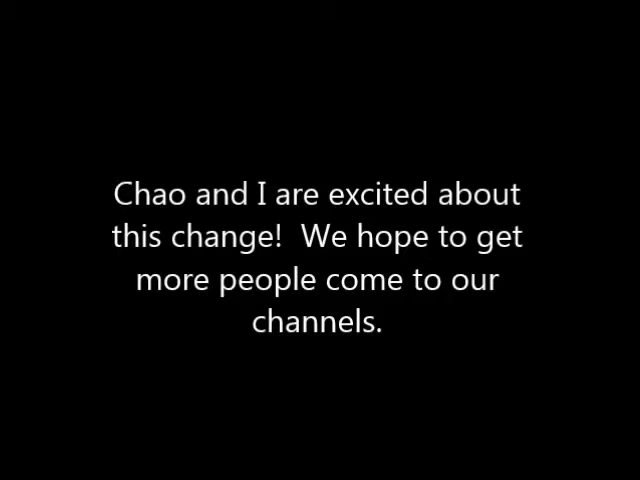 Chao and I are excited about
this change!  We hope to get
more people come to our
channels.